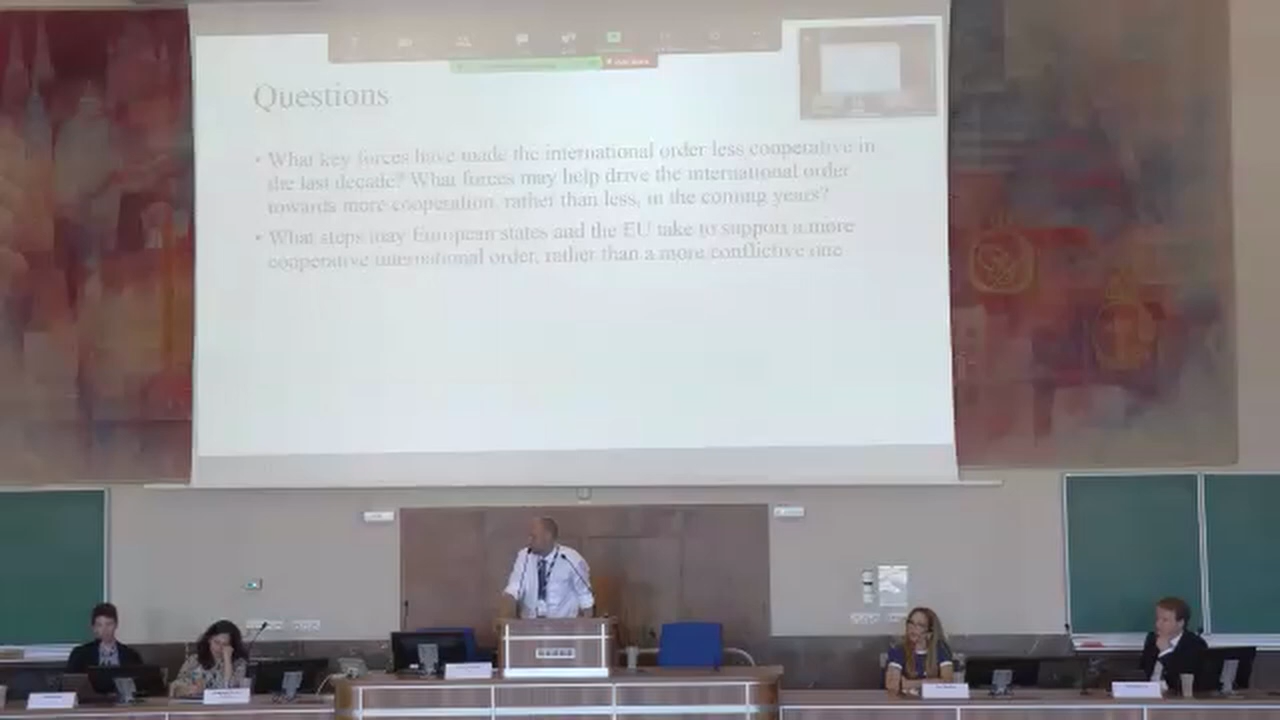 Questions
• What key forces have made the international order less cooperative in
the last decade? What forces may help drive the international order
towards more cooperation, rather than less, in the coming years?
• What steps may European states and the EU take to support a more
cooperative international order, rather than a more conflictive one